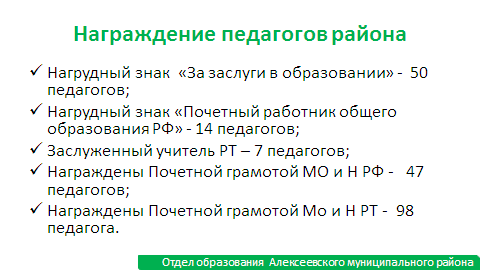 Награждение педагогов района
Нагрудный знак «За заслуги в образовании» - 50
педагогов;
Нагрудный знак «Почетный работник общего
образования РФ» - 14 педагогов;
Заслуженный учитель РТ – 7 педагогов;
Награждены Почетной грамотой МО и Н РФ - 47
педагогов;
Награждены Почетной грамотой Мо и Н РТ - 98
педагога.
Отдел образования Алексеевского муниципального района